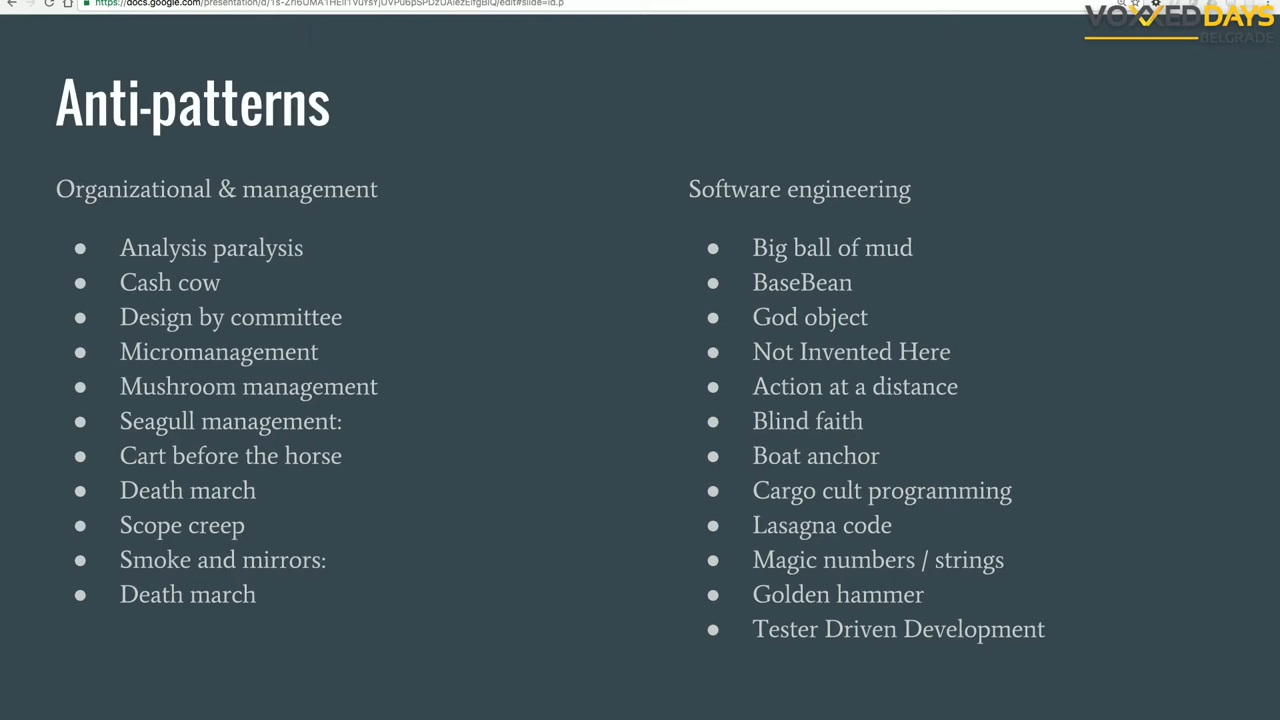 VOXXED DAYS
BELGRADE
Anti-patterns
Organizational & management
● Analysis paralysis
● Cash cow
● Design by committee
● Micromanagement
● Mushroom management
● Seagull management:
● Cart before the horse
● Death march
● Scope creep
● Smoke and mirrors:
● Death march
Software engineering
● Big ball of mud
● BaseBean
● God object
● Not Invented Here
● Action at a distance
● Blind faith
● Boat anchor
● Cargo cult programming
● Lasagna code
● Magic numbers / strings
● Golden hammer
● Tester Driven Development